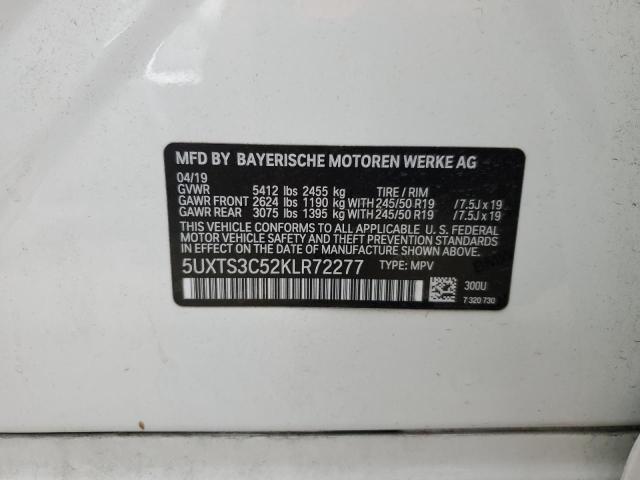 MFD BY BAYERISCHE MOTOREN WERKE AG
04/19
GVWR 5412 lbs 2455 kg TIRE / RIM
GAWR FRONT 2624 lbs 1190 kg WITH 245/50 R19 /7.5J x 19
GAWR REAR 3075 lbs 1395 kg WITH 245/50 R19 /7.5J x 19
THIS VEHICLE CONFORMS TO ALL APPLICABLE U. S. FEDERAL
MOTOR VEHICLE SAFETY, BUMPER, AND THEFT PREVENTION
STANDARDS IN EFFECT ON THE DATE OF MANUFACTURE SHOWN ABOVE.
5UXTS3C52KLR72277 TYPE: MPV
300U
7 320 730